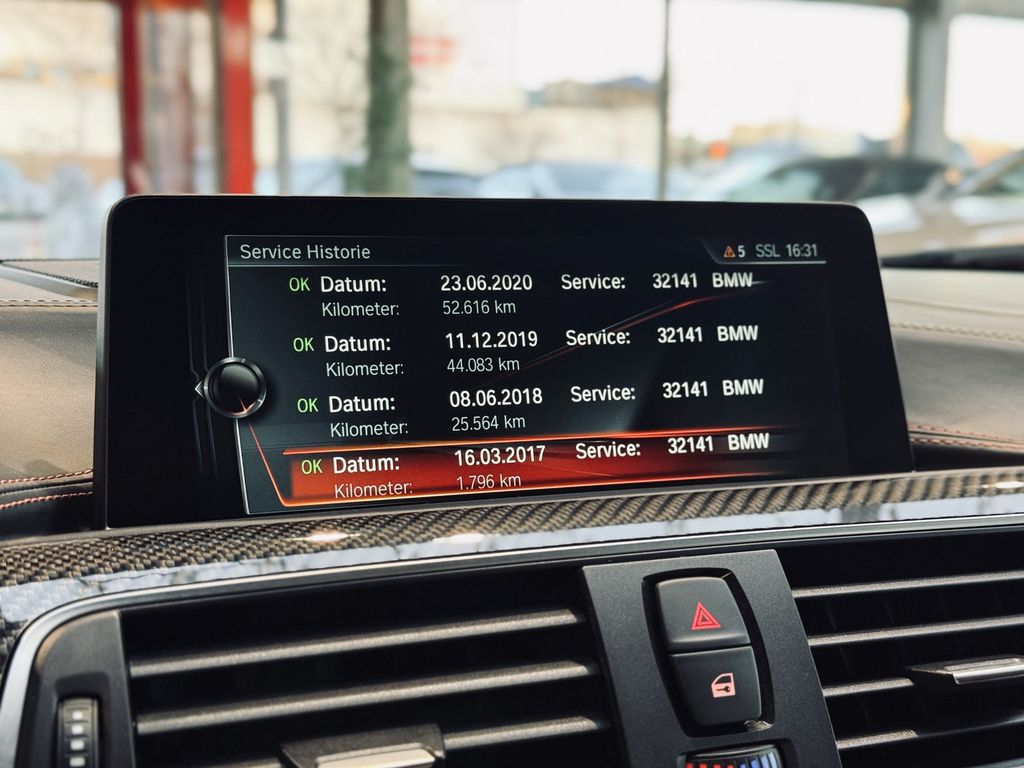 Service Historie 5 SSL 16:31
OK Datum: 23.06.2020 Service: 32141 BMW
Kilometer: 52.616 km
OK Datum: 11.12.2019 Service: 32141 BMW
Kilometer: 44.083 km
OK Datum: 08.06.2018 Service: 32141 BMW
Kilometer: 25.564 km
OK Datum: 16.03.2017 Service: 32141 BMW
Kilometer: 1.796 km